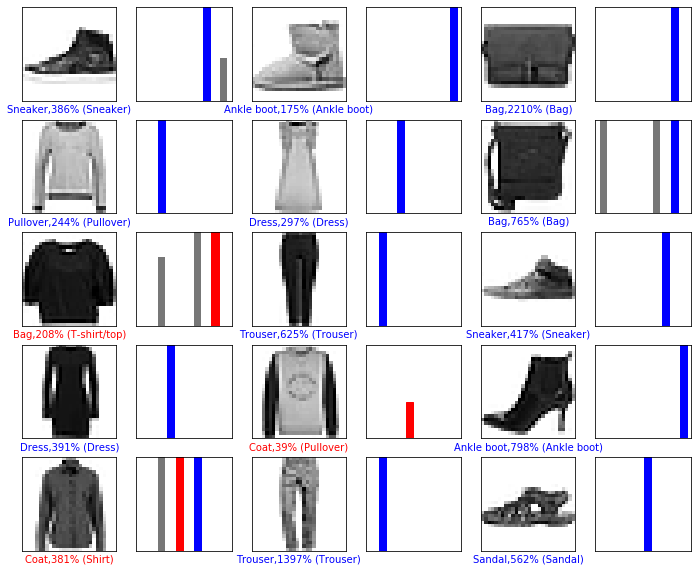 Sneaker,386% (Sneaker)
Ankle boot,175% (Ankle boot)
Bag,2210% (Bag)
Pullover,244% (Pullover)
Dress,297% (Dress)
Bag,765% (Bag)
Bag,208% (T-shirt/top)
Trouser,625% (Trouser)
Sneaker,417% (Sneaker)
Dress,391% (Dress)
Coat,39% (Pullover)
Ankle boot,798% (Ankle boot)
Coat,381% (Shirt)
Trouser,1397% (Trouser)
Sandal,562% (Sandal)